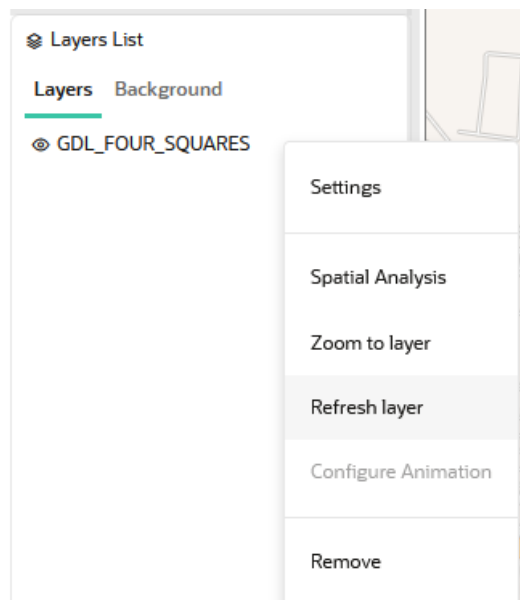 Layers List
Layers Background
GDL_FOUR_SQUARES
Settings
Spatial Analysis
Zoom to layer
Refresh layer
Configure Animation
Remove